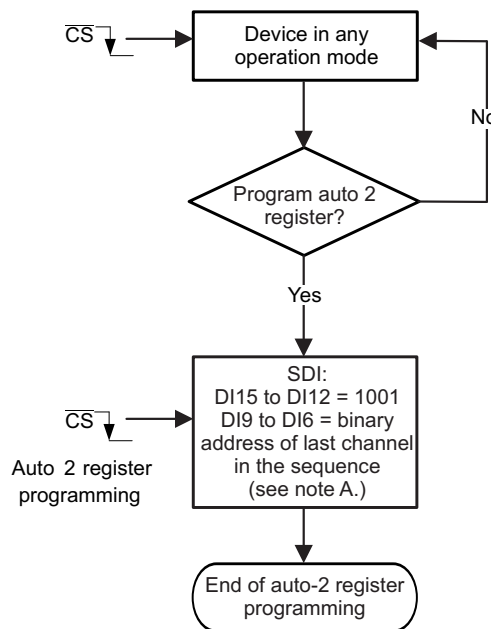 CS
Device in any
operation mode
No
Program auto 2
register?
Yes
SDI:
DI15 to DI12 = 1001
DI9 to DI6 = binary
address of last channel
in the sequence
(see note A.)
CS
Auto 2 register
programming
End of auto-2 register
programming